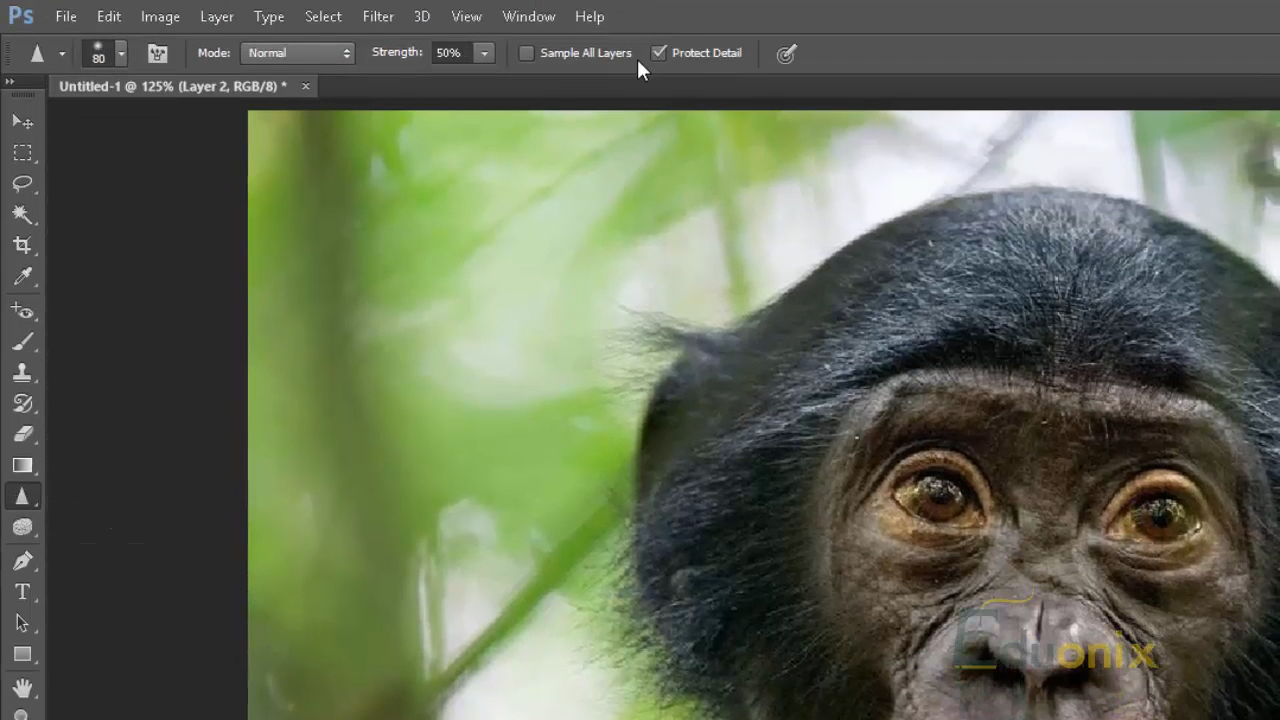 Ps File Edit Image Layer Type Select Filter 3D View Window Help
80 Mode: Normal Strength: 50% Sample All Layers Protect Detail
Untitled-1 @ 125% (Layer 2, RGB/8) * ×
T
Eduonix